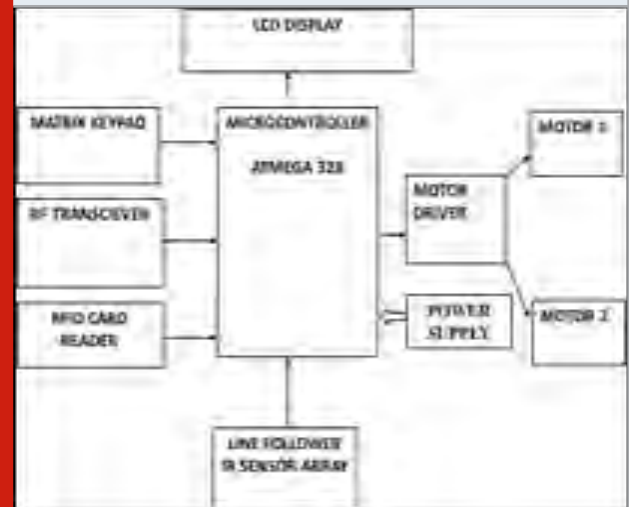 LCD DISPLAY
MATRIX KEYPAD
MICROCONTROLLER
ATMEGA 328
MOTOR 1
RF TRANSCIEVER
MOTOR
DRIVER
RFID CARD
READER
POWER
SUPPLY
MOTOR 2
LINE FOLLOWER
IR SENSOR ARRAY